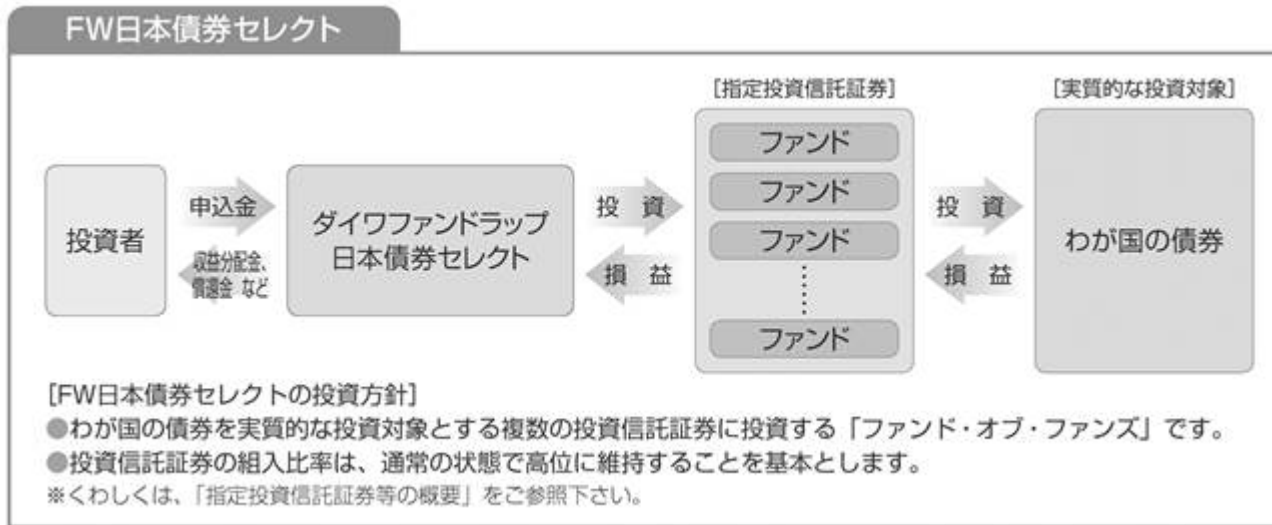 FW日本債券セレクト
[指定投資信託証券]
[実質的な投資対象]
投資者
申込金
収益分配金、
償還金 など
ダイワファンドラップ
日本債券セレクト
投 資
損 益
ファンド
ファンド
ファンド
ファンド
投 資
損 益
わが国の債券
[FW日本債券セレクトの投資方針]
●わが国の債券を実質的な投資対象とする複数の投資信託証券に投資する「ファンド・オブ・ファンズ」です。
●投資信託証券の組入比率は、通常の状態で高位に維持することを基本とします。
※くわしくは、「指定投資信託証券等の概要」をご参照下さい。